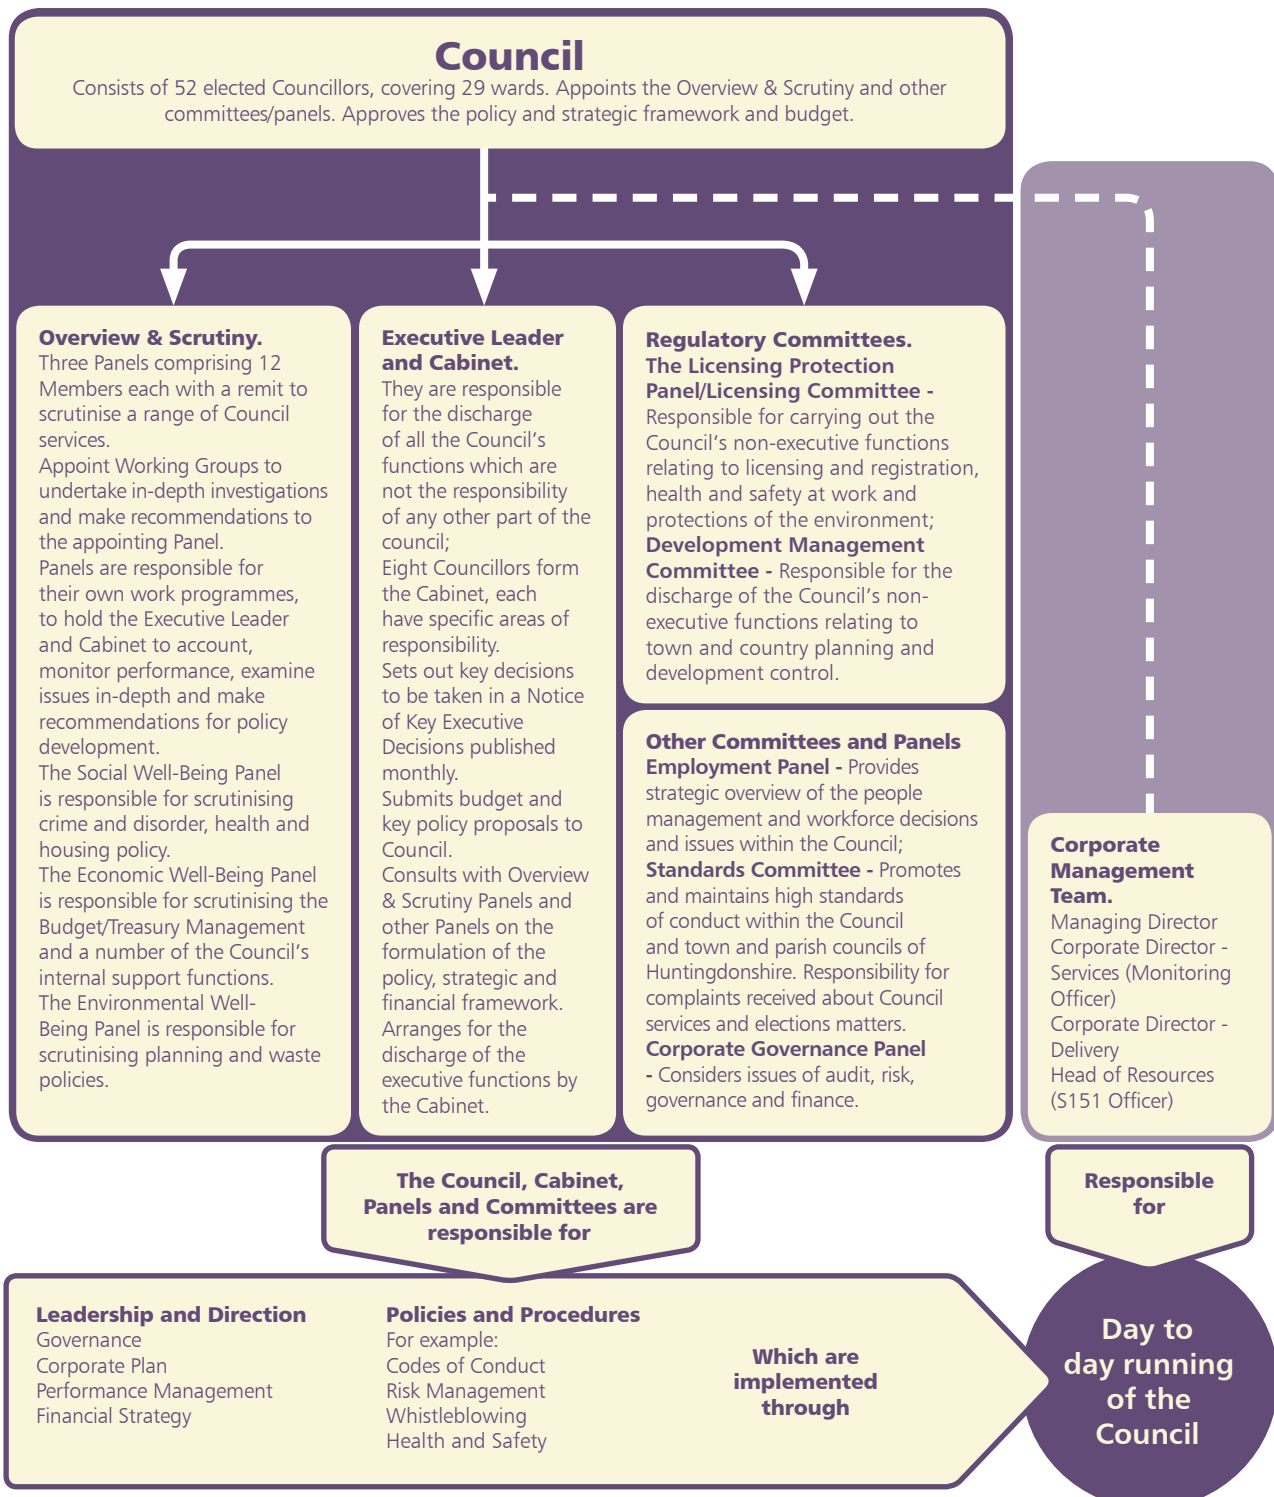 Council
Consists of 52 elected Councillors, covering 29 wards. Appoints the Overview & Scrutiny and other
committees/panels. Approves the policy and strategic framework and budget.
Overview & Scrutiny.
Three Panels comprising 12
Members each with a remit to
scrutinise a range of Council
services.
Appoint Working Groups to
undertake in-depth investigations
and make recommendations to
the appointing Panel.
Panels are responsible for
their own work programmes,
to hold the Executive Leader
and Cabinet to account,
monitor performance, examine
issues in-depth and make
recommendations for policy
development.
The Social Well-Being Panel
is responsible for scrutinising
crime and disorder, health and
housing policy.
The Economic Well-Being Panel
is responsible for scrutinising the
Budget/Treasury Management
and a number of the Council's
internal support functions.
The Environmental Well-
Being Panel is responsible for
scrutinising planning and waste
policies.
Executive Leader
and Cabinet.
They are responsible
for the discharge
of all the Council's
functions which are
not the responsibility
of any other part of the
council;
Eight Councillors form
the Cabinet, each
have specific areas of
responsibility.
Sets out key decisions
to be taken in a Notice
of Key Executive
Decisions published
monthly.
Submits budget and
key policy proposals to
Council.
Consults with Overview
& Scrutiny Panels and
other Panels on the
formulation of the
policy, strategic and
financial framework.
Arranges for the
discharge of the
executive functions by
the Cabinet.
Regulatory Committees.
The Licensing Protection
Panel/Licensing Committee -
Responsible for carrying out the
Council's non-executive functions
relating to licensing and registration,
health and safety at work and
protections of the environment;
Development Management
Committee - Responsible for the
discharge of the Council's non-
executive functions relating to
town and country planning and
development control.
Other Committees and Panels
Employment Panel - Provides
strategic overview of the people
management and workforce decisions
and issues within the Council;
Standards Committee - Promotes
and maintains high standards
of conduct within the Council
and town and parish councils of
Huntingdonshire. Responsibility for
complaints received about Council
services and elections matters.
Corporate Governance Panel
- Considers issues of audit, risk,
governance and finance.
Corporate
Management
Team.
Managing Director
Corporate Director -
Services (Monitoring
Officer)
Corporate Director -
Delivery
Head of Resources
(S151 Officer)
The Council, Cabinet,
Panels and Committees are
responsible for
Responsible
for
Leadership and Direction
Governance
Corporate Plan
Performance Management
Financial Strategy
Policies and Procedures
For example:
Codes of Conduct
Risk Management
Whistleblowing
Health and Safety
Which are
implemented
through
Day to
day running
of the
Council